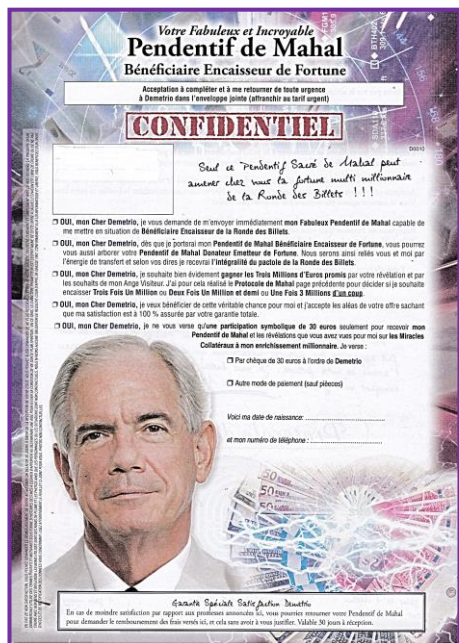 Votre Fabuleux et Incroyable
Pendentif de Mahal
Bénéficiaire Encaisseur de Fortune
Acceptation à compléter et à me retourner de toute urgence
à Demetrio dans l'enveloppe jointe (affranchir au tarif urgent)
CONFIDENTIEL
Seul ce Pendentif Sacré de Mahal peut
amener chez vous la fortune multi millionnaire
de la Ronde des Billets !!!
OUI, mon Cher Demetrio, je vous demande de m'envoyer immédiatement mon Fabuleux Pendentif de Mahal capable de
me mettre en situation de Bénéficiaire Encaisseur de la Ronde des Billets.
OUI, mon Cher Demetrio, dès que je porterai mon Pendentif de Mahal Bénéficiaire Encaisseur de Fortune, vous pourrez
vous aussi arborer votre Pendentif de Mahal Donateur Emetteur de Fortune. Nous serons ainsi reliés vous et moi par
l'énergie de transfert et selon vos dires je recevrai l'intégralité du pactole de la Ronde des Billets.
OUI, mon Cher Demetrio, je souhaite bien évidement gagner les Trois Millions d'Euros promis par votre révélation et par
les souhaits de mon Ange Visiteur. J'ai pour cela réalisé le Protocole de Mahal page précédente pour décider si je souhaite
encaisser Trois Fois Un Million ou Deux Fois Un Million et demi ou Une Fois 3 Millions d'un coup.
OUI, mon Cher Demetrio, je veux bénéficier de cette véritable chance pour moi et j'accepte les aléas de votre offre sachant
que ma satisfaction est à 100 % assurée par votre garantie totale.
OUI, mon Cher Demetrio, je ne vous verse qu'une participation symbolique de 30 euros seulement pour recevoir mon
Pendentif de Mahal et les révélations que vous avez vues pour moi sur les Miracles
Collatéraux à mon enrichissement millionnaire. Je verse :
Par chèque de 30 euros à l'ordre de Demetrio
Autre mode de paiement (sauf pièces)
Voici ma date de naissance:
et mon numéro de téléphone :
Garantie Spéciale Satisfaction Demetrio
En cas de moindre satisfaction par rapport aux promesses annoncées ici, vous pourriez retourner votre Pendentif de Mahal
pour demander le remboursement des frais versés ici, et cela sans avoir à vous justifier. Valable 30 jours à réception.